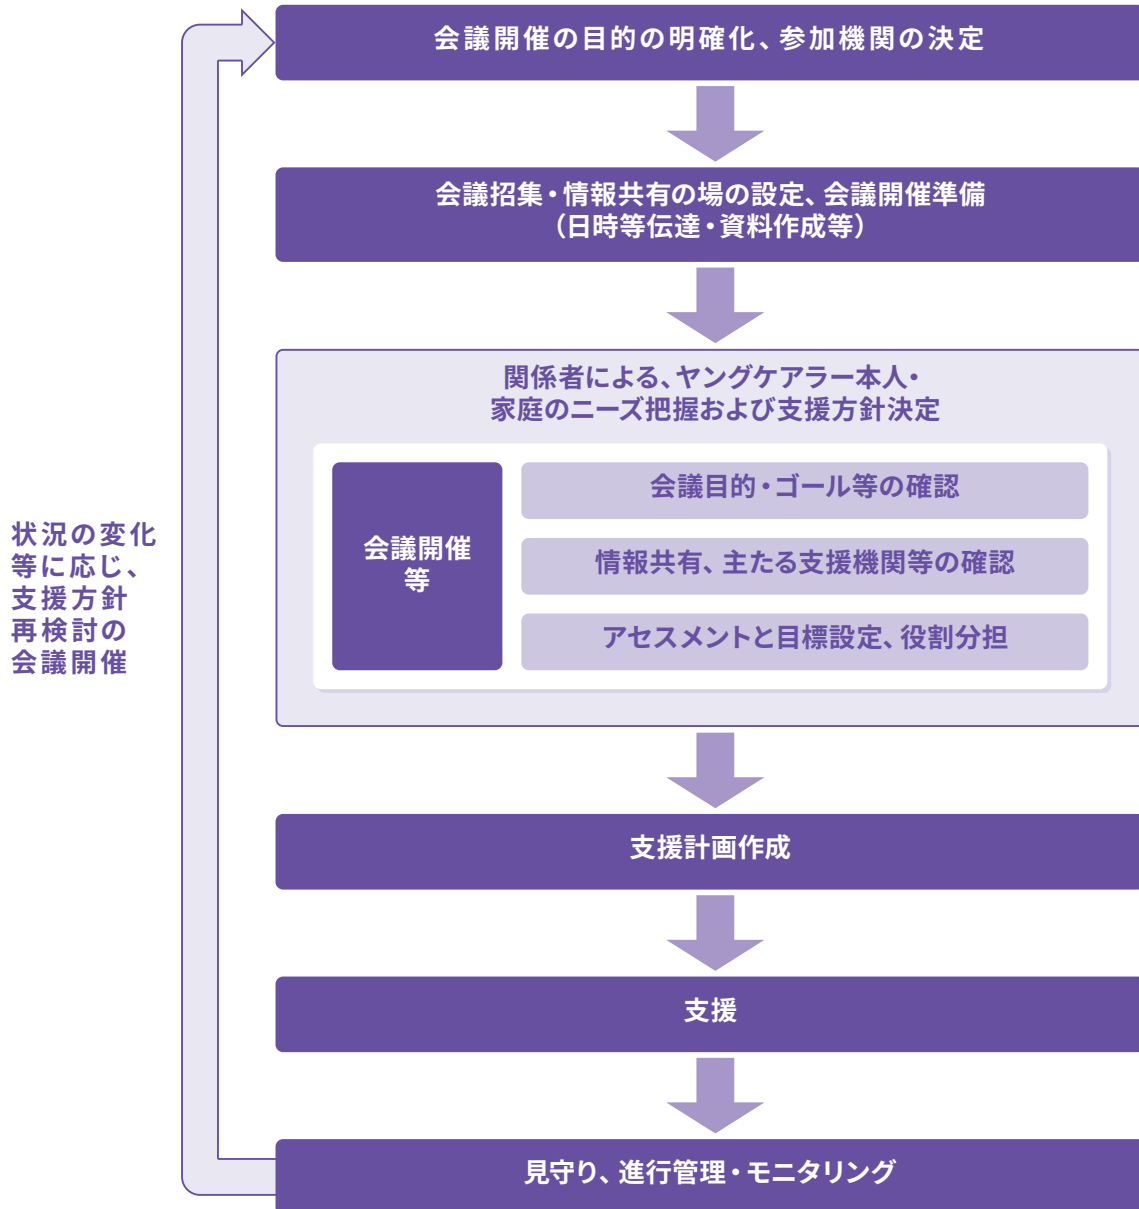 会議開催の目的の明確化、参加機関の決定
会議招集・情報共有の場の設定、会議開催準備
（日時等伝達・資料作成等）
関係者による、ヤングケアラー本人・
家庭のニーズ把握および支援方針決定
会議開催
等
会議目的・ゴール等の確認
情報共有、主たる支援機関等の確認
アセスメントと目標設定、役割分担
状況の変化
等に応じ、
支援方針
再検討の
会議開催
支援計画作成
支援
見守り、進行管理・モニタリング